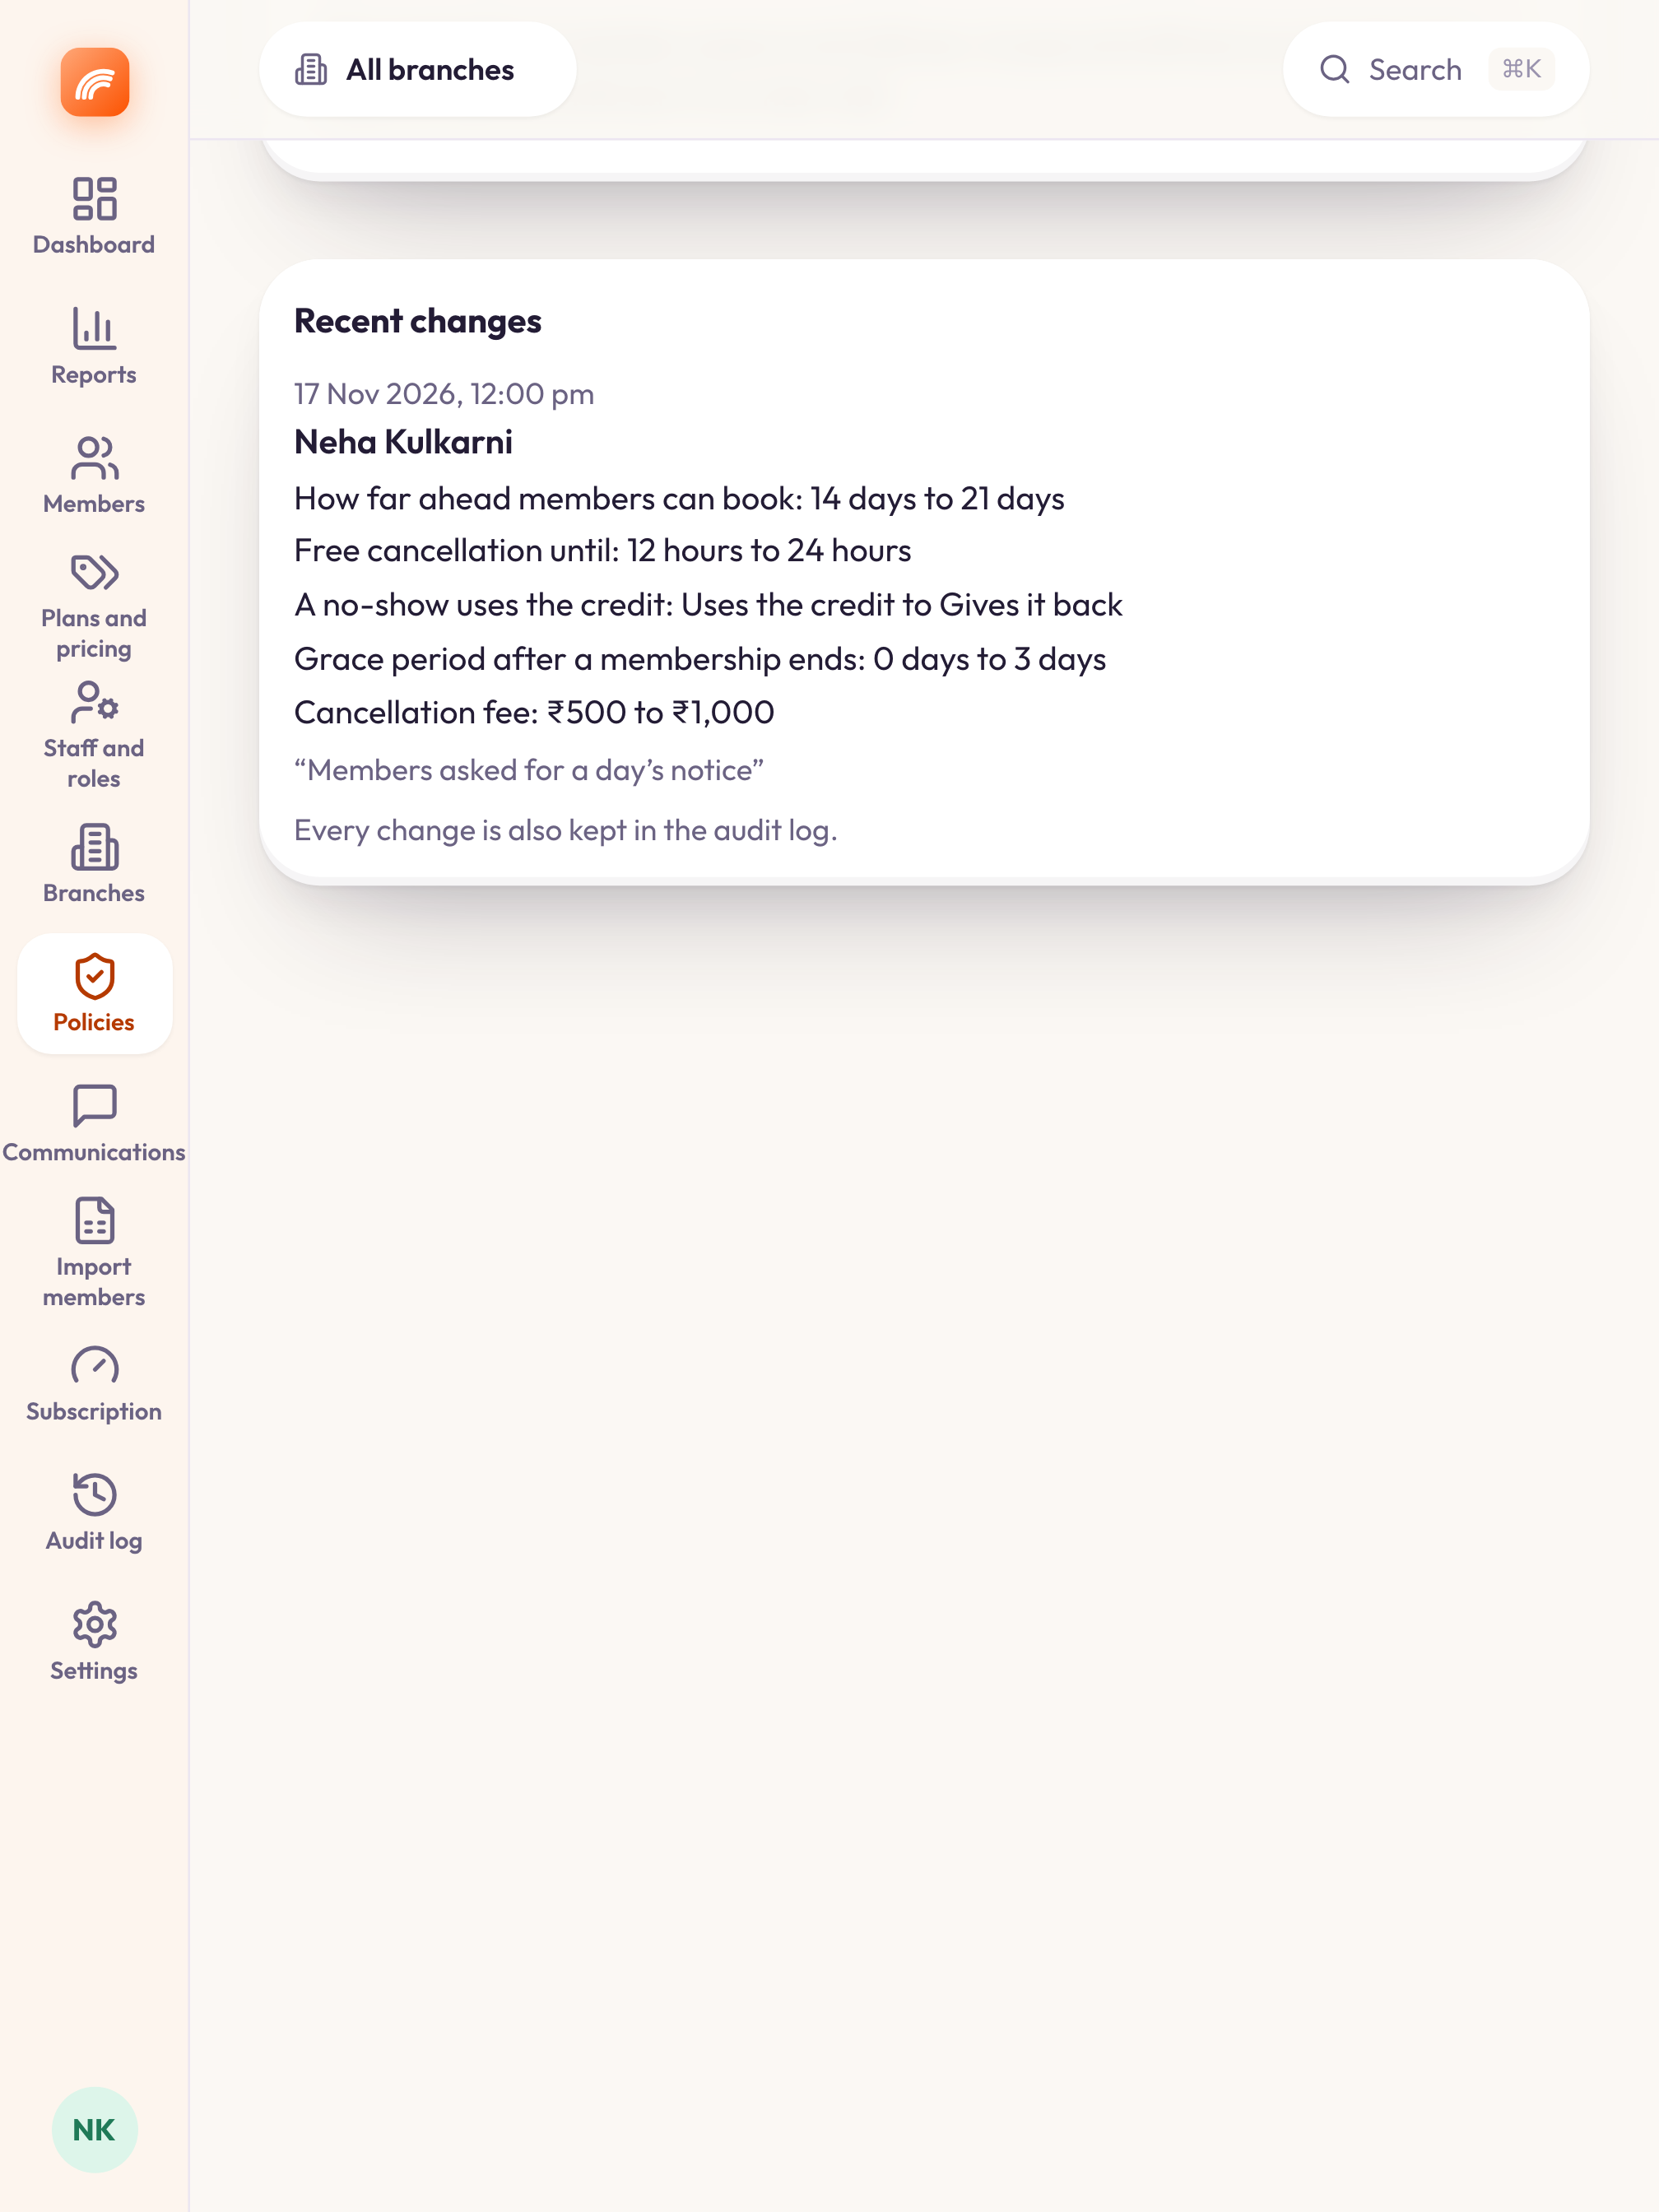 All branches
Search ⌘K
Dashboard
Reports
Members
Plans and
pricing
Staff and
roles
Branches
Policies
Communications
Import
members
Subscription
Audit log
Settings
NK
Recent changes
17 Nov 2026, 12:00 pm
Neha Kulkarni
How far ahead members can book: 14 days to 21 days
Free cancellation until: 12 hours to 24 hours
A no-show uses the credit: Uses the credit to Gives it back
Grace period after a membership ends: 0 days to 3 days
Cancellation fee: ₹500 to ₹1,000
“Members asked for a day’s notice”
Every change is also kept in the audit log.